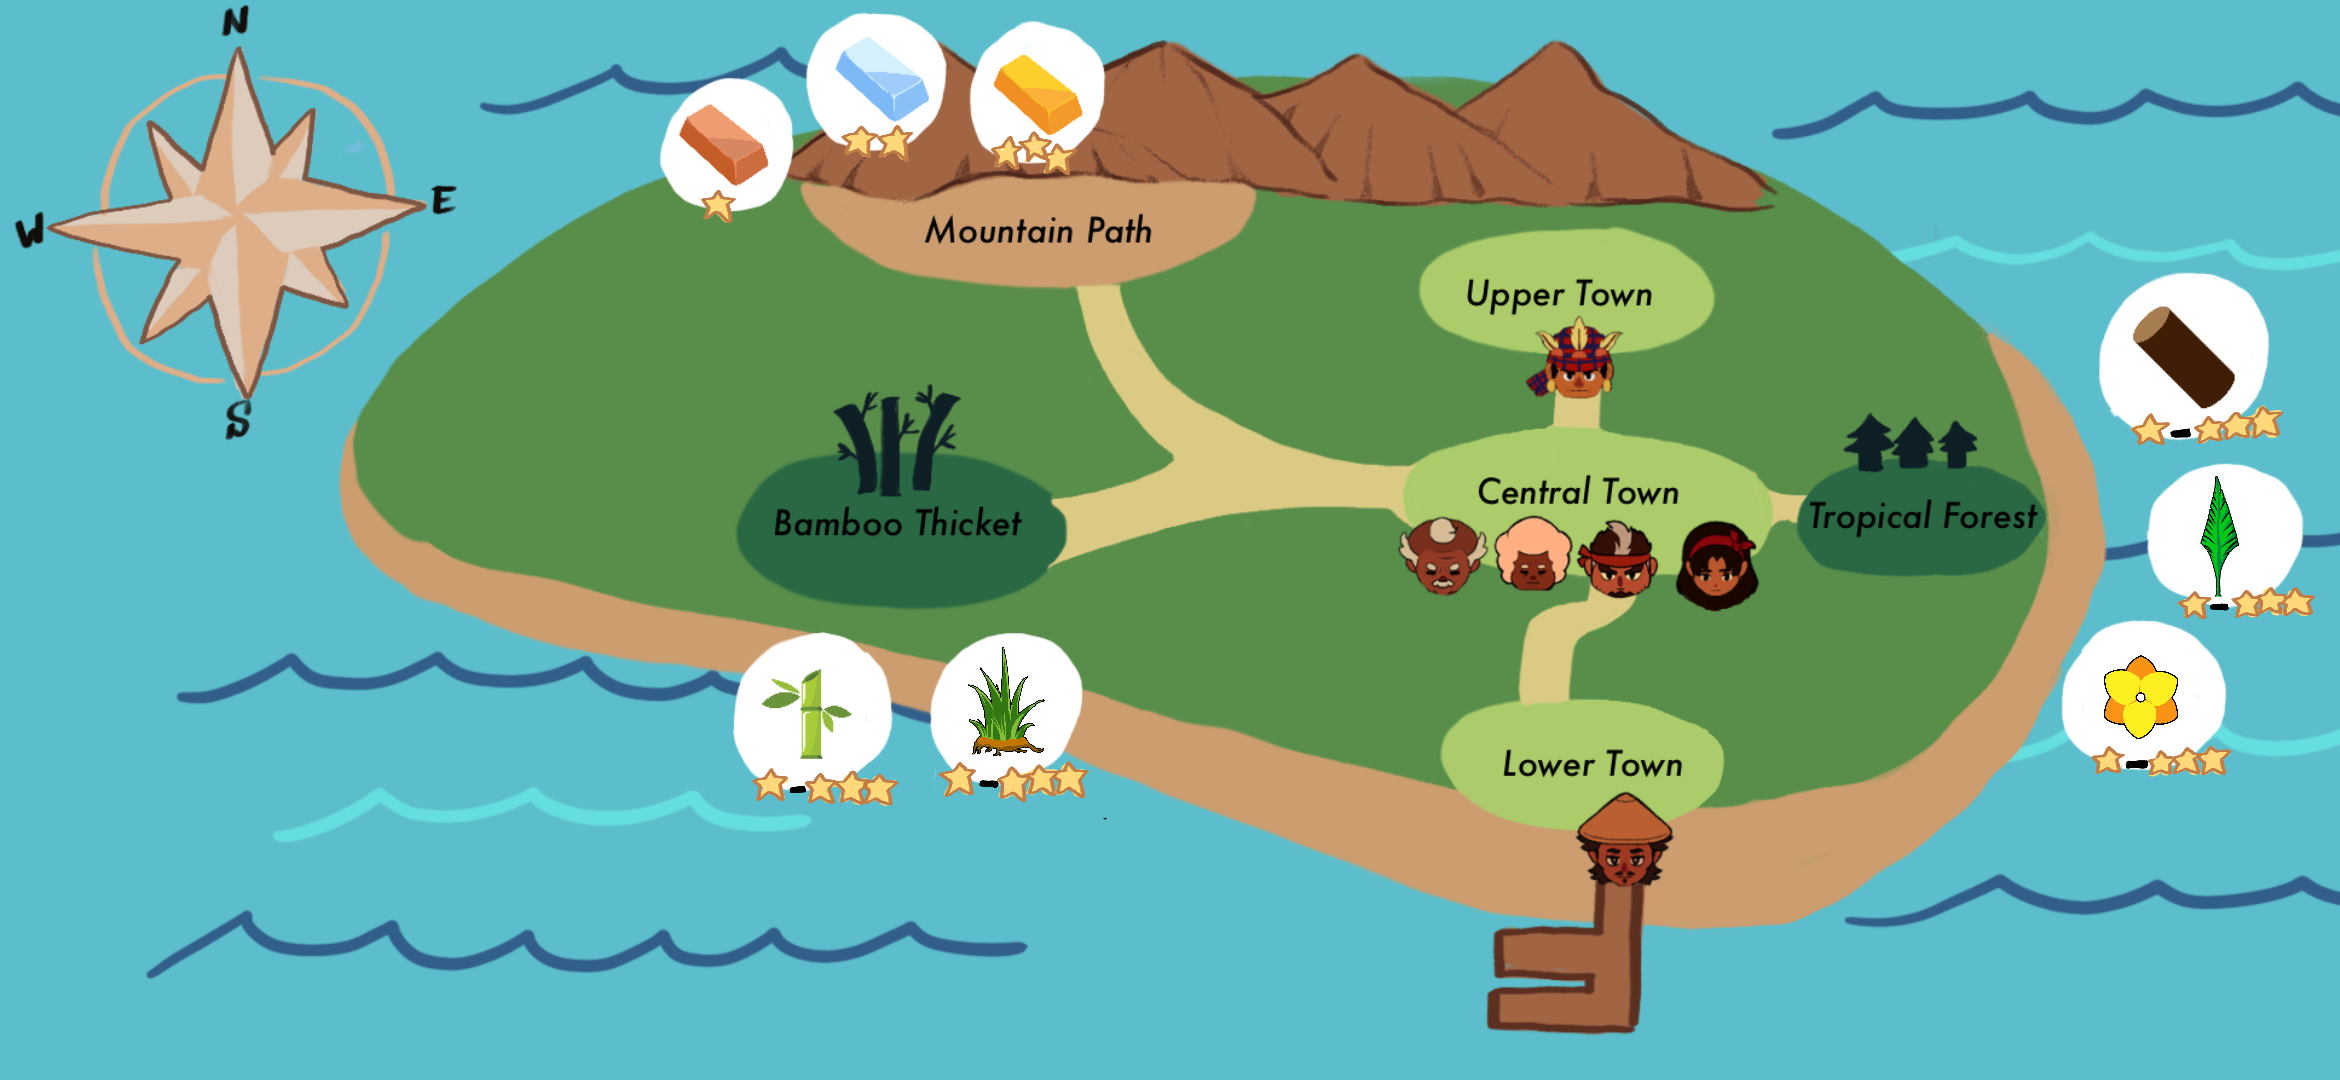 N
E
W
S
Mountain Path
Upper Town
Central Town
Tropical Forest
Bamboo Thicket
Lower Town